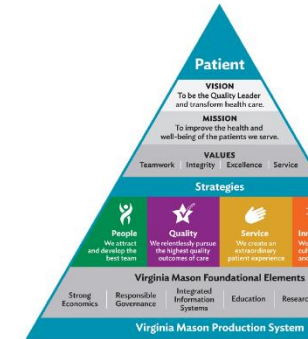 Patient
VISION
To be the Quality Leader
and transform health care.
MISSION
To improve the health and
well-being of the patients we serve.
VALUES
Teamwork | Integrity | Excellence | Service
Strategies
People
We attract
and develop the
best team
Quality
We relentlessly pursue
the highest quality
outcomes of care
Service
We create an
extraordinary
patient experience
Virginia Mason Foundational Elements
Strong
Economics
Responsible
Governance
Integrated
Information
Systems
Education
Virginia Mason Production System